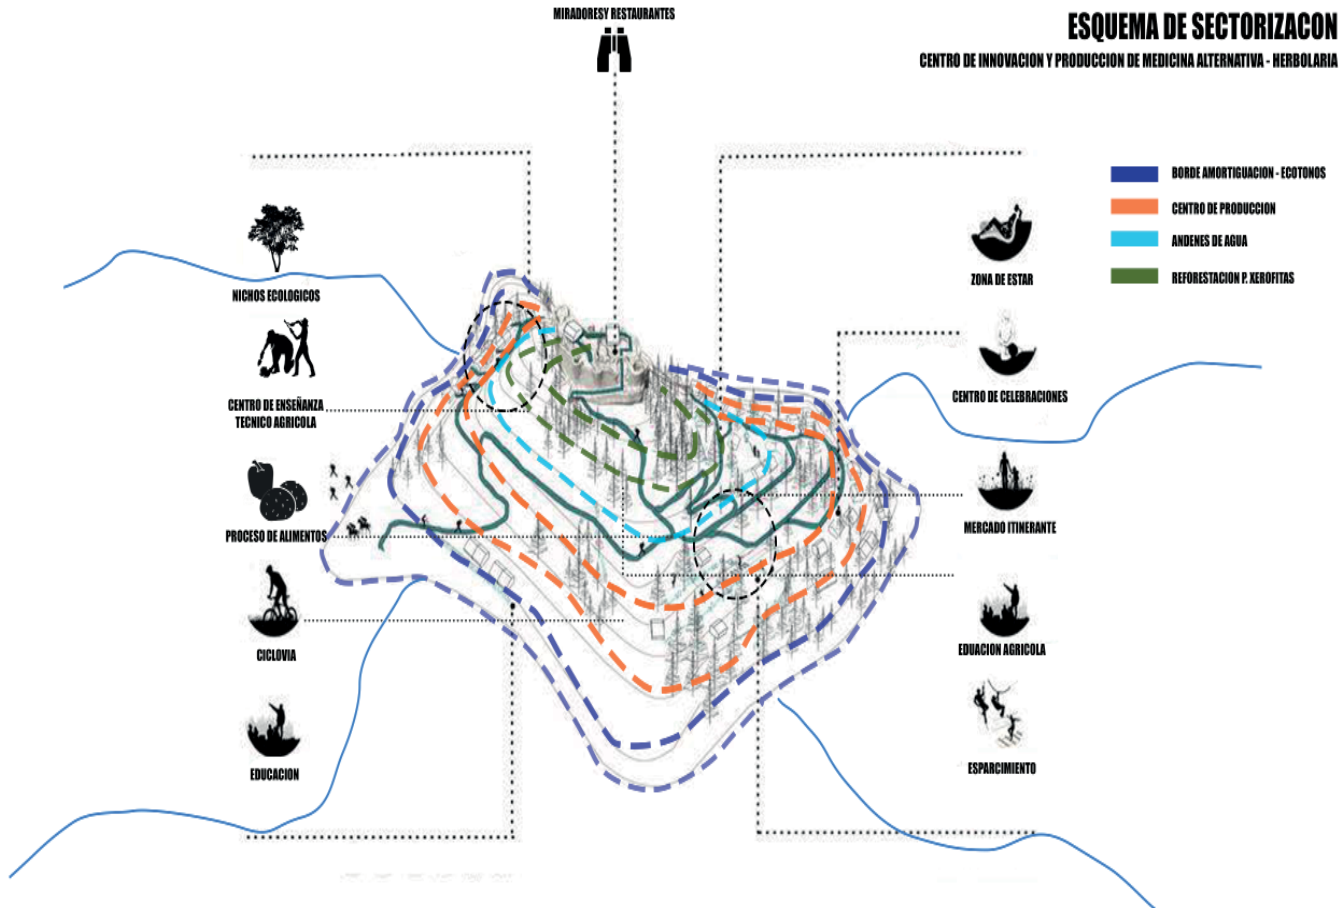 MIRADORESY RESTAURANTES
ESQUEMA DE SECTORIZACON
CENTRO DE INNOVACION Y PRODUCCION DE MEDICINA ALTERNATIVA - HERBOLARIA
BORDE AMORTIGUACION - ECOTONOS
CENTRO DE PRODUCCION
ANDENES DE AGUA
REFORESTACION P. XEROFITAS
NICHOS ECOLOGICOS
CENTRO DE ENSEÑANZA
TECNICO AGRICOLA
PROCESO DE ALIMENTOS
CICLOVIA
EDUCACION
ZONA DE ESTAR
CENTRO DE CELEBRACIONES
MERCADO ITINERANTE
EDUACION AGRICOLA
ESPARCIMIENTO